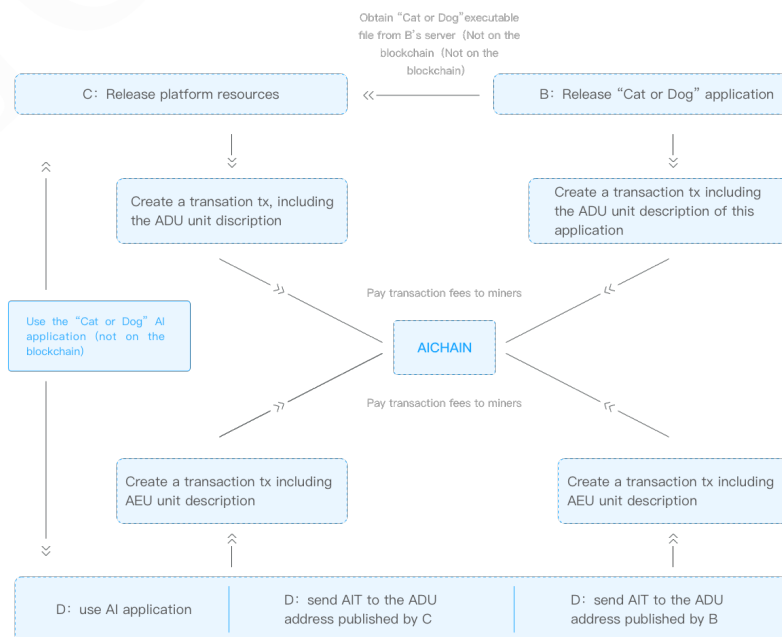 Obtain “Cat or Dog”executable
file from B's server (Not on the
blockchain (Not on the
blockchain)
C: Release platform resources
B: Release “Cat or Dog” application
Create a transation tx, including
the ADU unit discription
Create a transaction tx including
the ADU unit description of this
application
Pay transaction fees to miners
Use the “Cat or Dog” AI
application (not on the
blockchain)
AICHAIN
Pay transaction fees to miners
Create a transaction tx including
AEU unit description
Create a transaction tx including
AEU unit description
D: use AI application
D: send AIT to the ADU
address published by C
D: send AIT to the ADU
address published by B